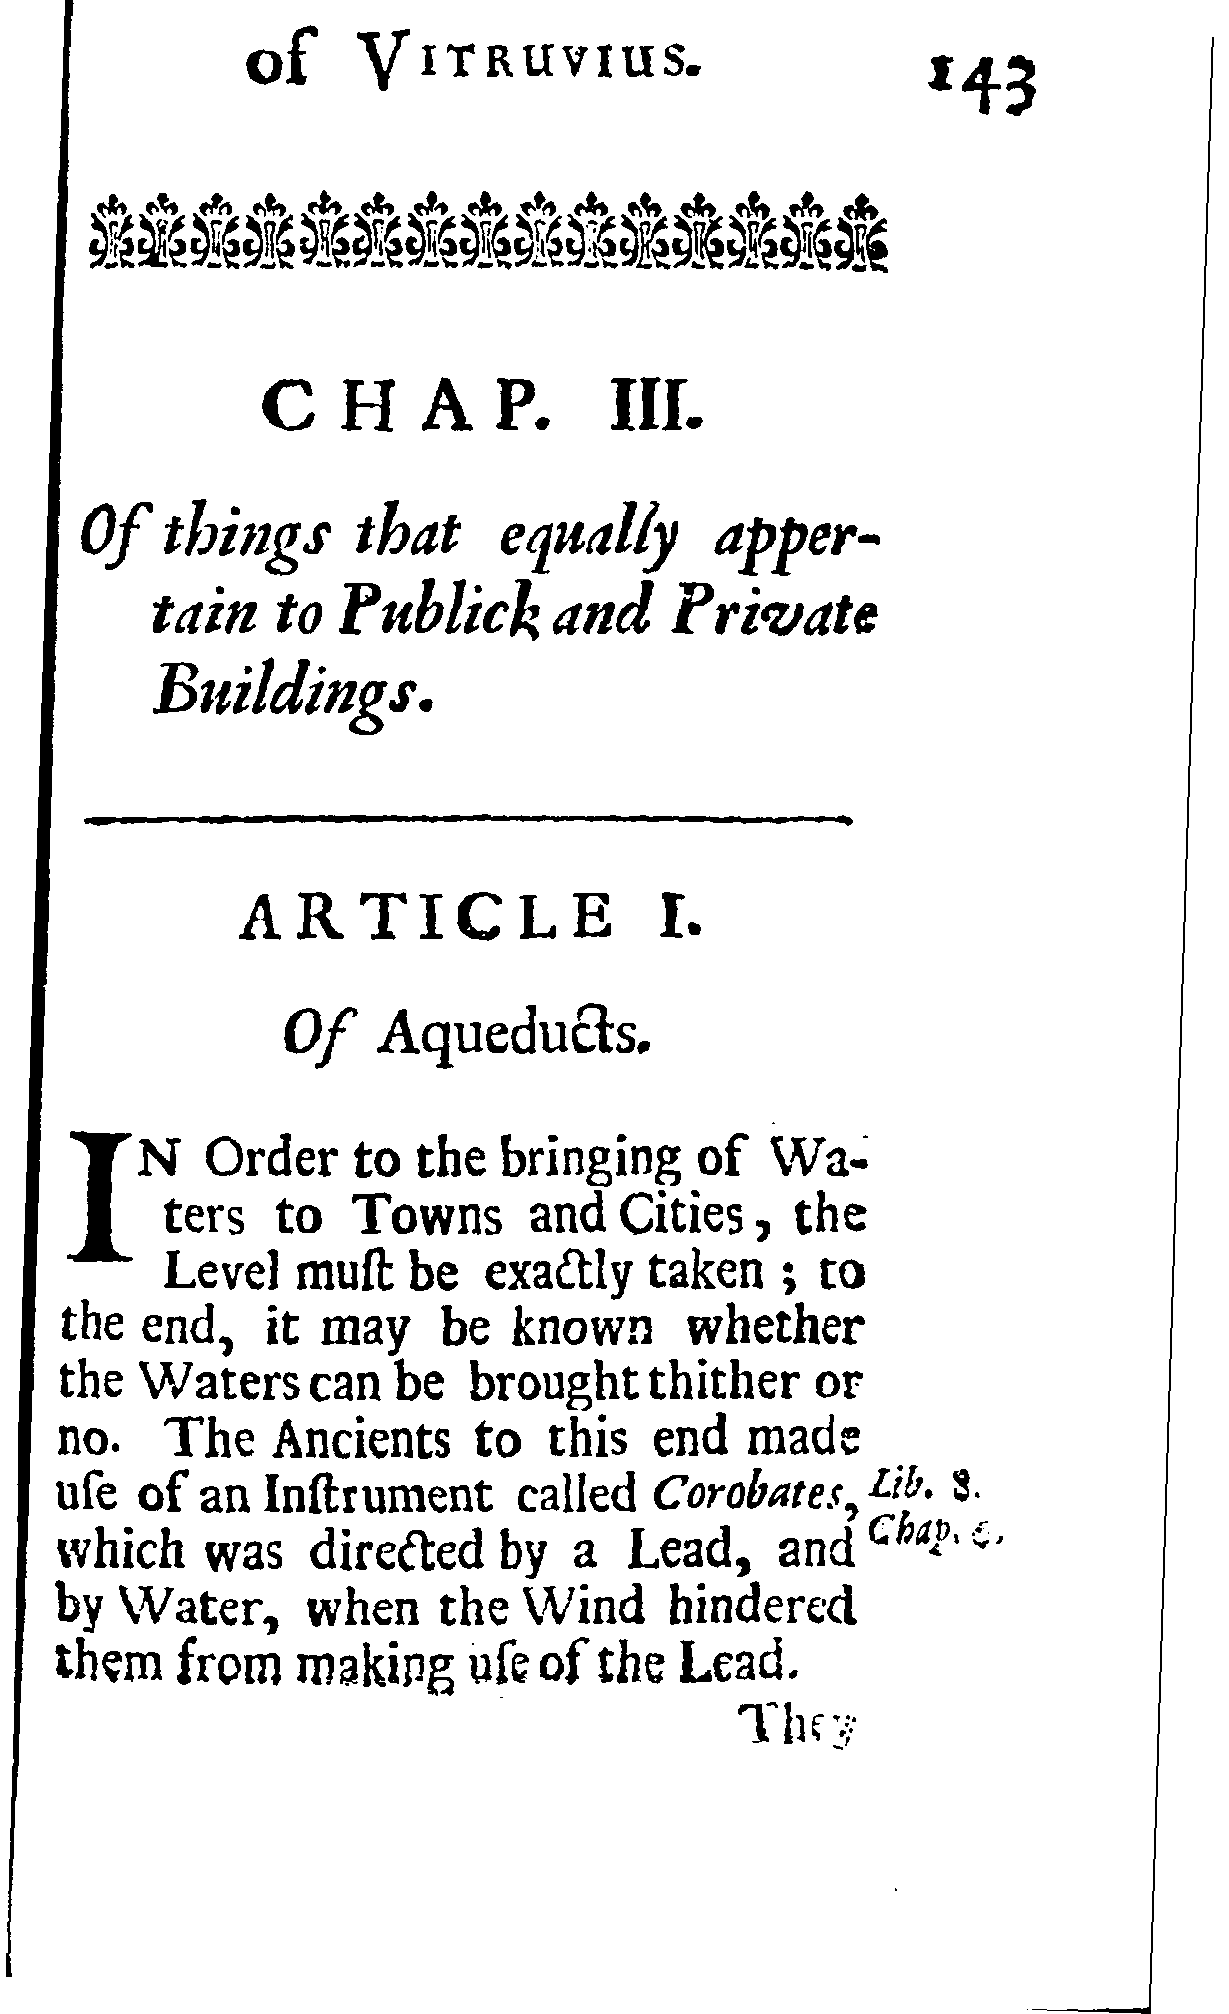 of VITRUVIUS. 143
CHAP. III.
Of things that equally apper-
tain to Publick and Private
Buildings.
ARTICLE I.
Of Aqueducts.
IN Order to the bringing of Wa-
ters to Towns and Cities, the
Level muſt be exactly taken; to
the end, it may be known whether
the Waters can be brought thither or
no. The Ancients to this end made
uſe of an Inſtrument called Corobates,
Lib. 8.
which was directed by a Lead, and
Chap.
by Water, when the Wind hindered
them from making uſe of the Lead.
They